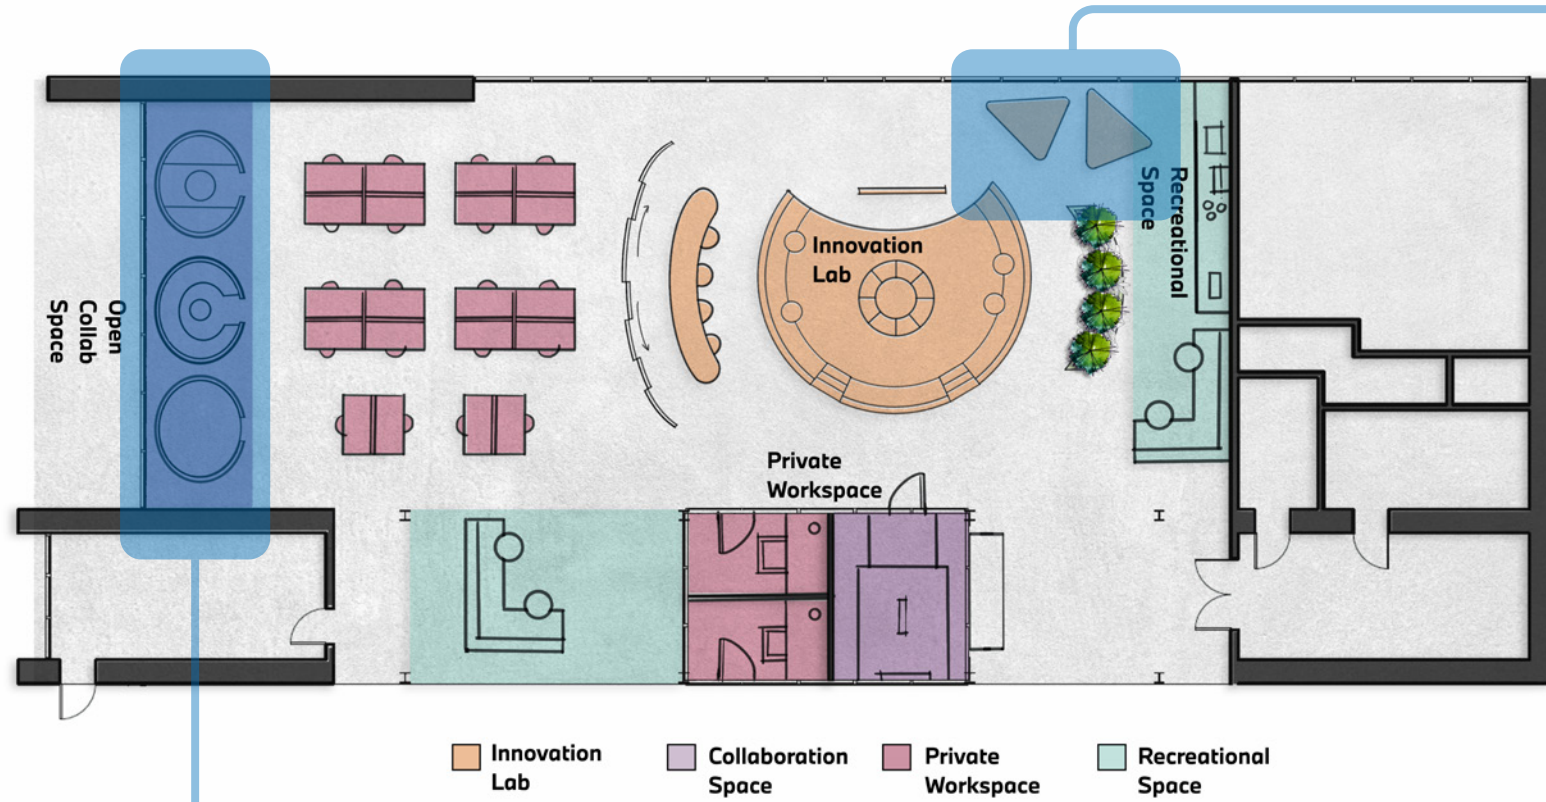 Open
Collab
Space
Innovation
Lab
Recreational
Space
Private
Workspace
Innovation
Lab
Collaboration
Space
Private
Workspace
Recreational
Space